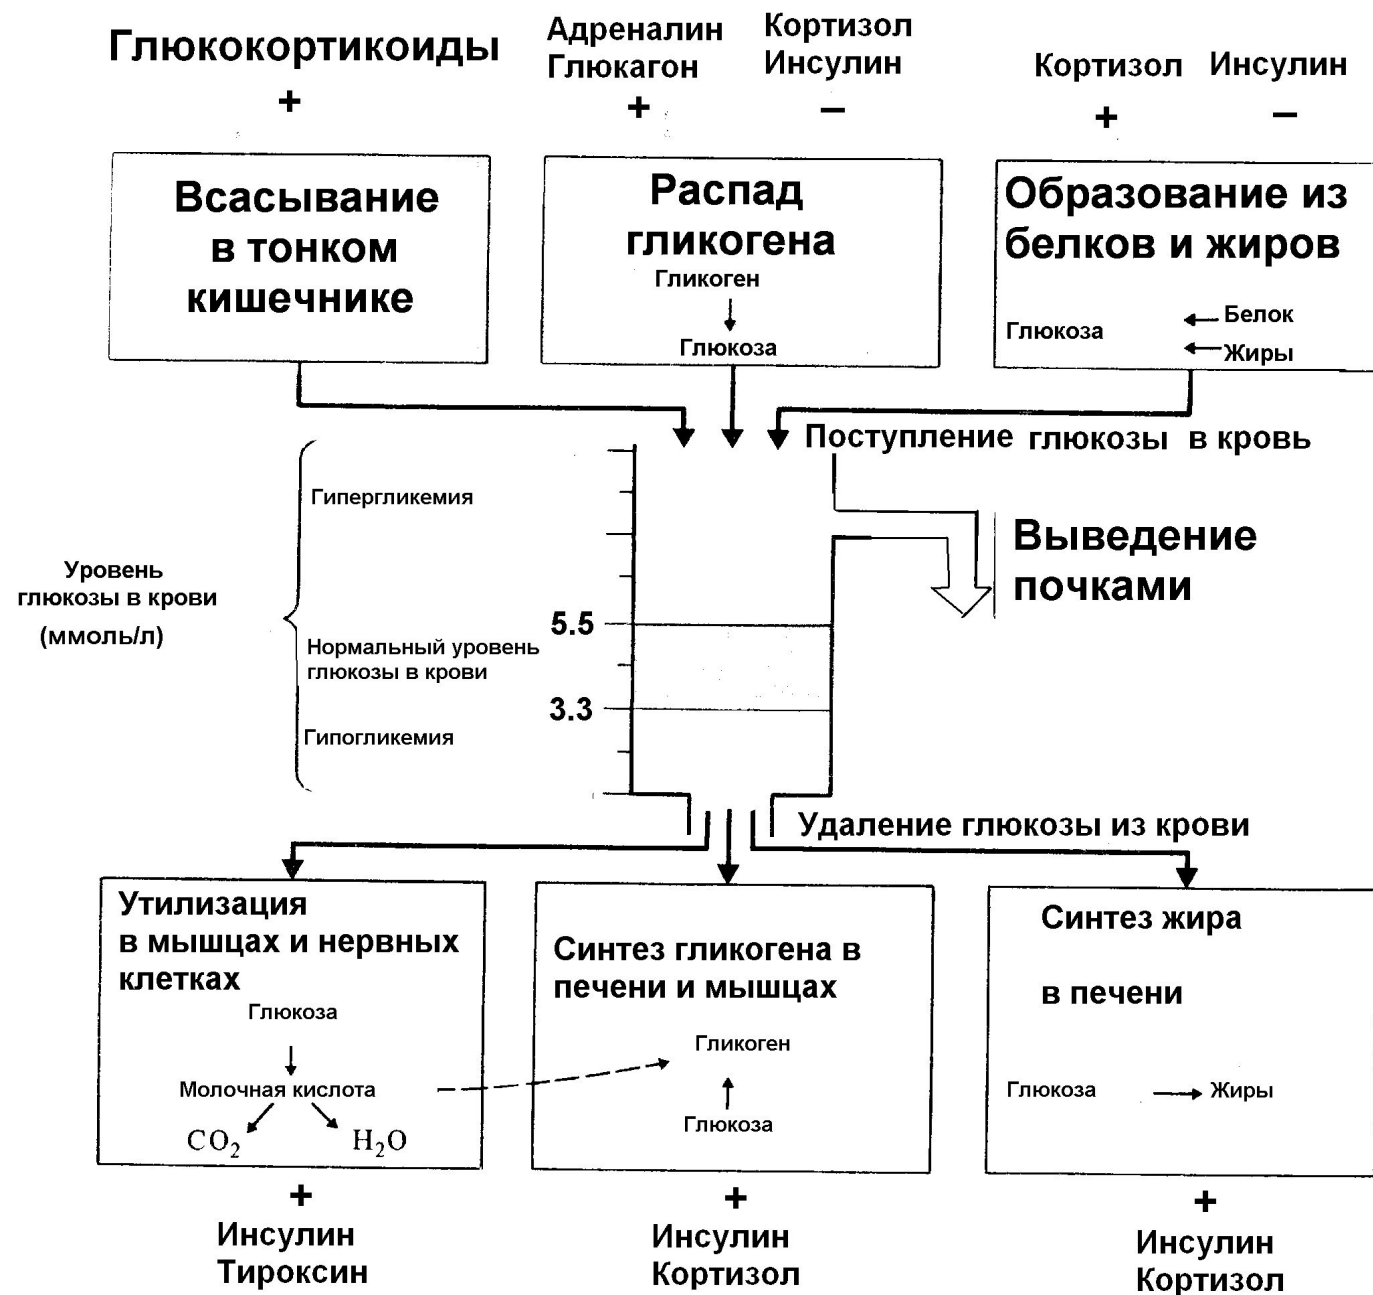 Глюкокортикоиды
+
Адреналин
Глюкагон
+
Кортизол
Инсулин
–
Кортизол
+
Инсулин
–
Всасывание
в тонком
кишечнике
Распад
гликогена
Гликоген
Глюкоза
Образование из
белков и жиров
Глюкоза
Белок
Жиры
Поступление глюкозы в кровь
Гипергликемия
Уровень
глюкозы в крови
(ммоль/л)
Нормальный уровень
глюкозы в крови
Гипогликемия
5.5
3.3
Выведение
почками
Удаление глюкозы из крови
Утилизация
в мышцах и нервных
клетках
Глюкоза
Молочная кислота
CO₂
H₂O
+
Инсулин
Тироксин
Синтез гликогена в
печени и мышцах
Гликоген
Глюкоза
+
Инсулин
Кортизол
Синтез жира
в печени
Глюкоза
Жиры
+
Инсулин
Кортизол